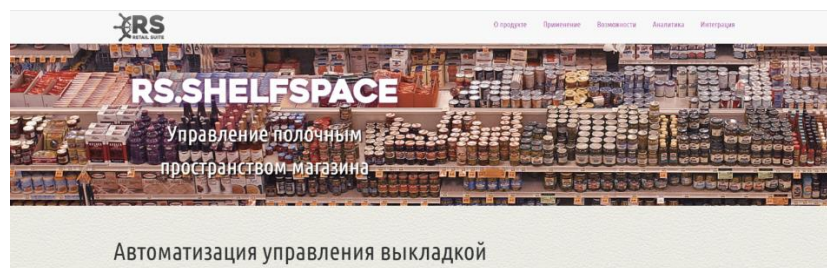 RS
RETAIL SUITE
О продукте Применение Возможности Аналитика Интеграция
RS.SHELFSPACE
Управление полочным
пространством магазина
Автоматизация управления выкладкой